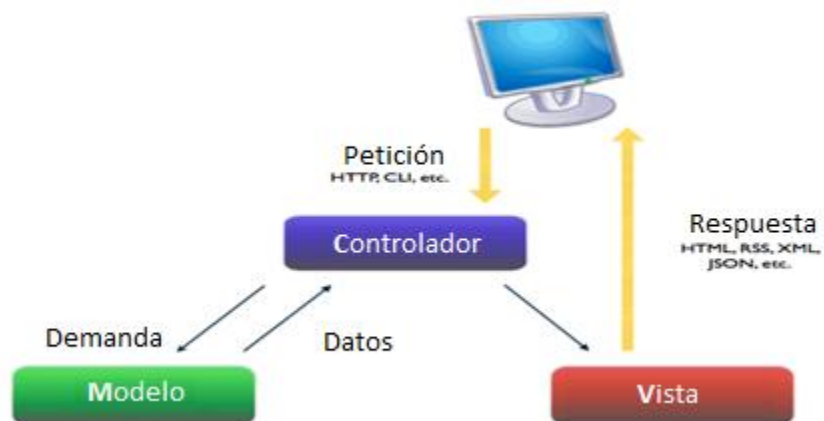 Petición
HTTP, CLI, etc.
Controlador
Respuesta
HTML, RSS, XML,
JSON, etc.
Demanda
Datos
Modelo
Vista